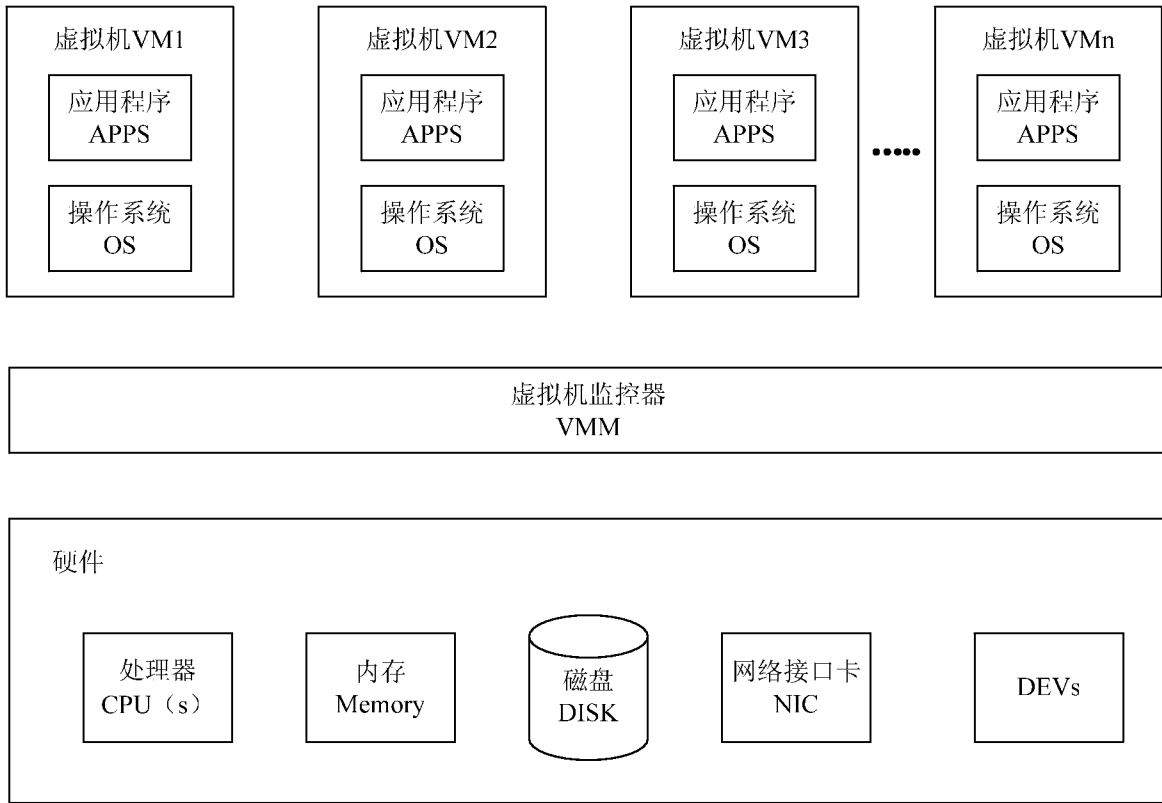 虚拟机VM1
应用程序
APPS
操作系统
OS
虚拟机VM2
应用程序
APPS
操作系统
OS
虚拟机VM3
应用程序
APPS
操作系统
OS
•••••
虚拟机VMn
应用程序
APPS
操作系统
OS
虚拟机监控器
VMM
硬件
处理器
CPU（s）
内存
Memory
磁盘
DISK
网络接口卡
NIC
DEVs